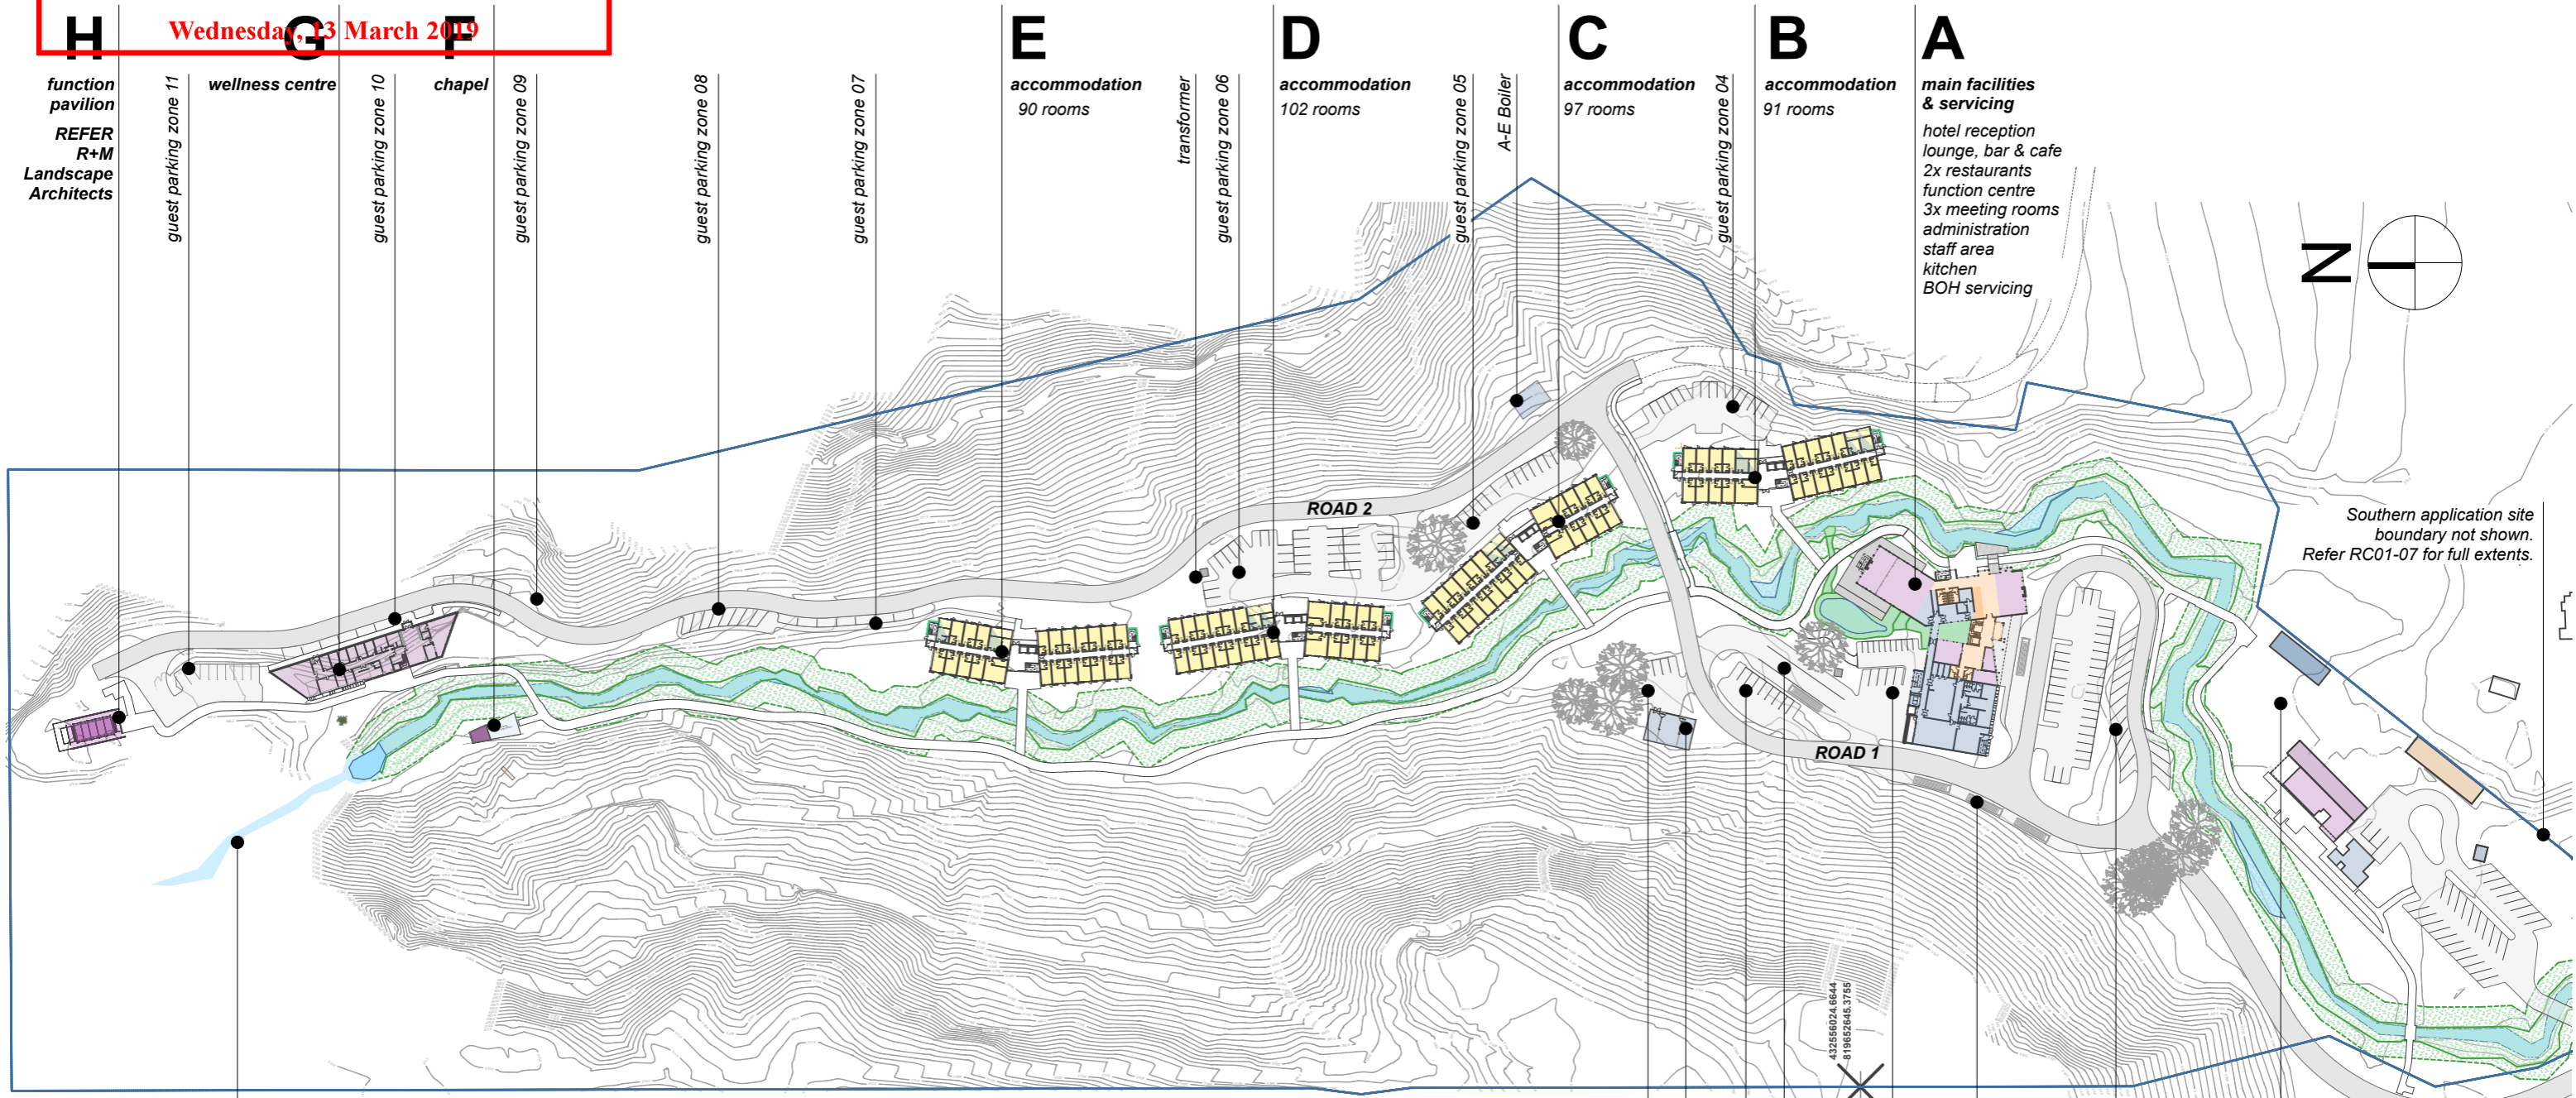 Wednesday, 13 March 2019
H
function
pavilion
REFER
R+M
Landscape
Architects
guest parking zone 11
G
wellness centre
guest parking zone 10
F
chapel
guest parking zone 09
guest parking zone 08
guest parking zone 07
E
accommodation
90 rooms
transformer
guest parking zone 06
D
accommodation
102 rooms
guest parking zone 05
A-E Boiler
C
accommodation
97 rooms
guest parking zone 04
B
accommodation
91 rooms
A
main facilities
& servicing
hotel reception
lounge, bar & cafe
2x restaurants
function centre
3x meeting rooms
administration
staff area
kitchen
BOH servicing
N
ROAD 2
Southern application site
boundary not shown.
Refer RC01-07 for full extents.
ROAD 1
432556024.6644
819652645.3755